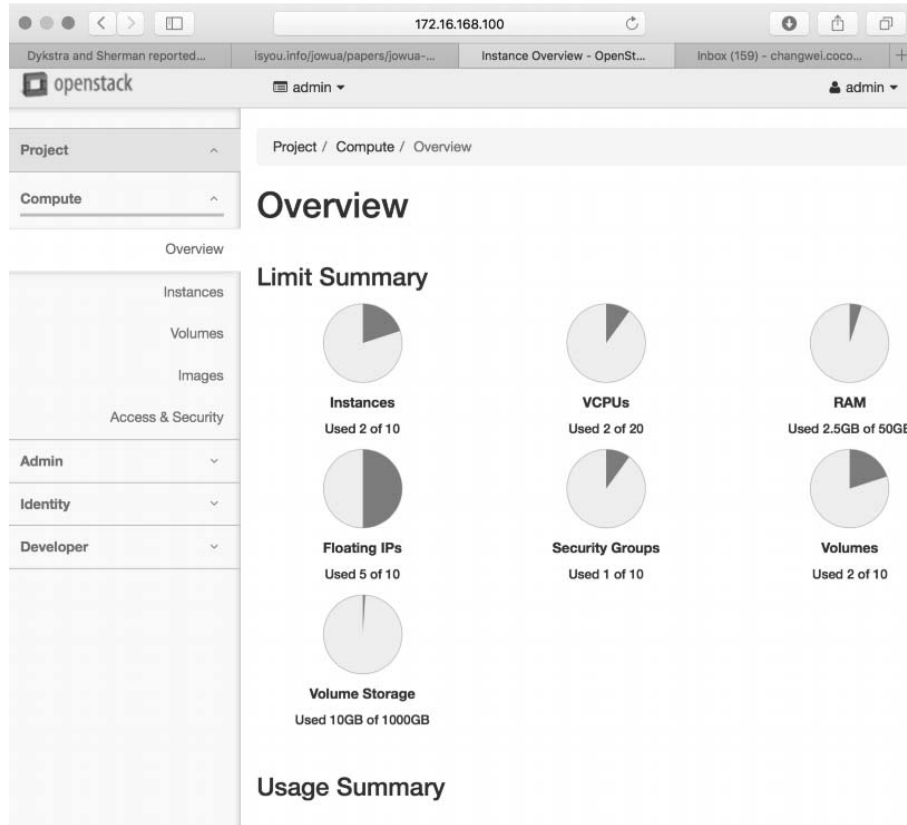 172.16.168.100
Dykstra and Sherman reported...
isyou.info/jowua/papers/jowua-...
Instance Overview - OpenSt...
Inbox (159) - changwei.coco...
openstack
admin
admin
Project
Project / Compute / Overview
Compute
Overview
Overview
Limit Summary
Instances
Volumes
Images
Access & Security
Admin
Identity
Developer
Instances
VCPUs
RAM
Used 2 of 10
Used 2 of 20
Used 2.5GB of 50GB
Floating IPs
Security Groups
Volumes
Used 5 of 10
Used 1 of 10
Used 2 of 10
Volume Storage
Used 10GB of 1000GB
Usage Summary